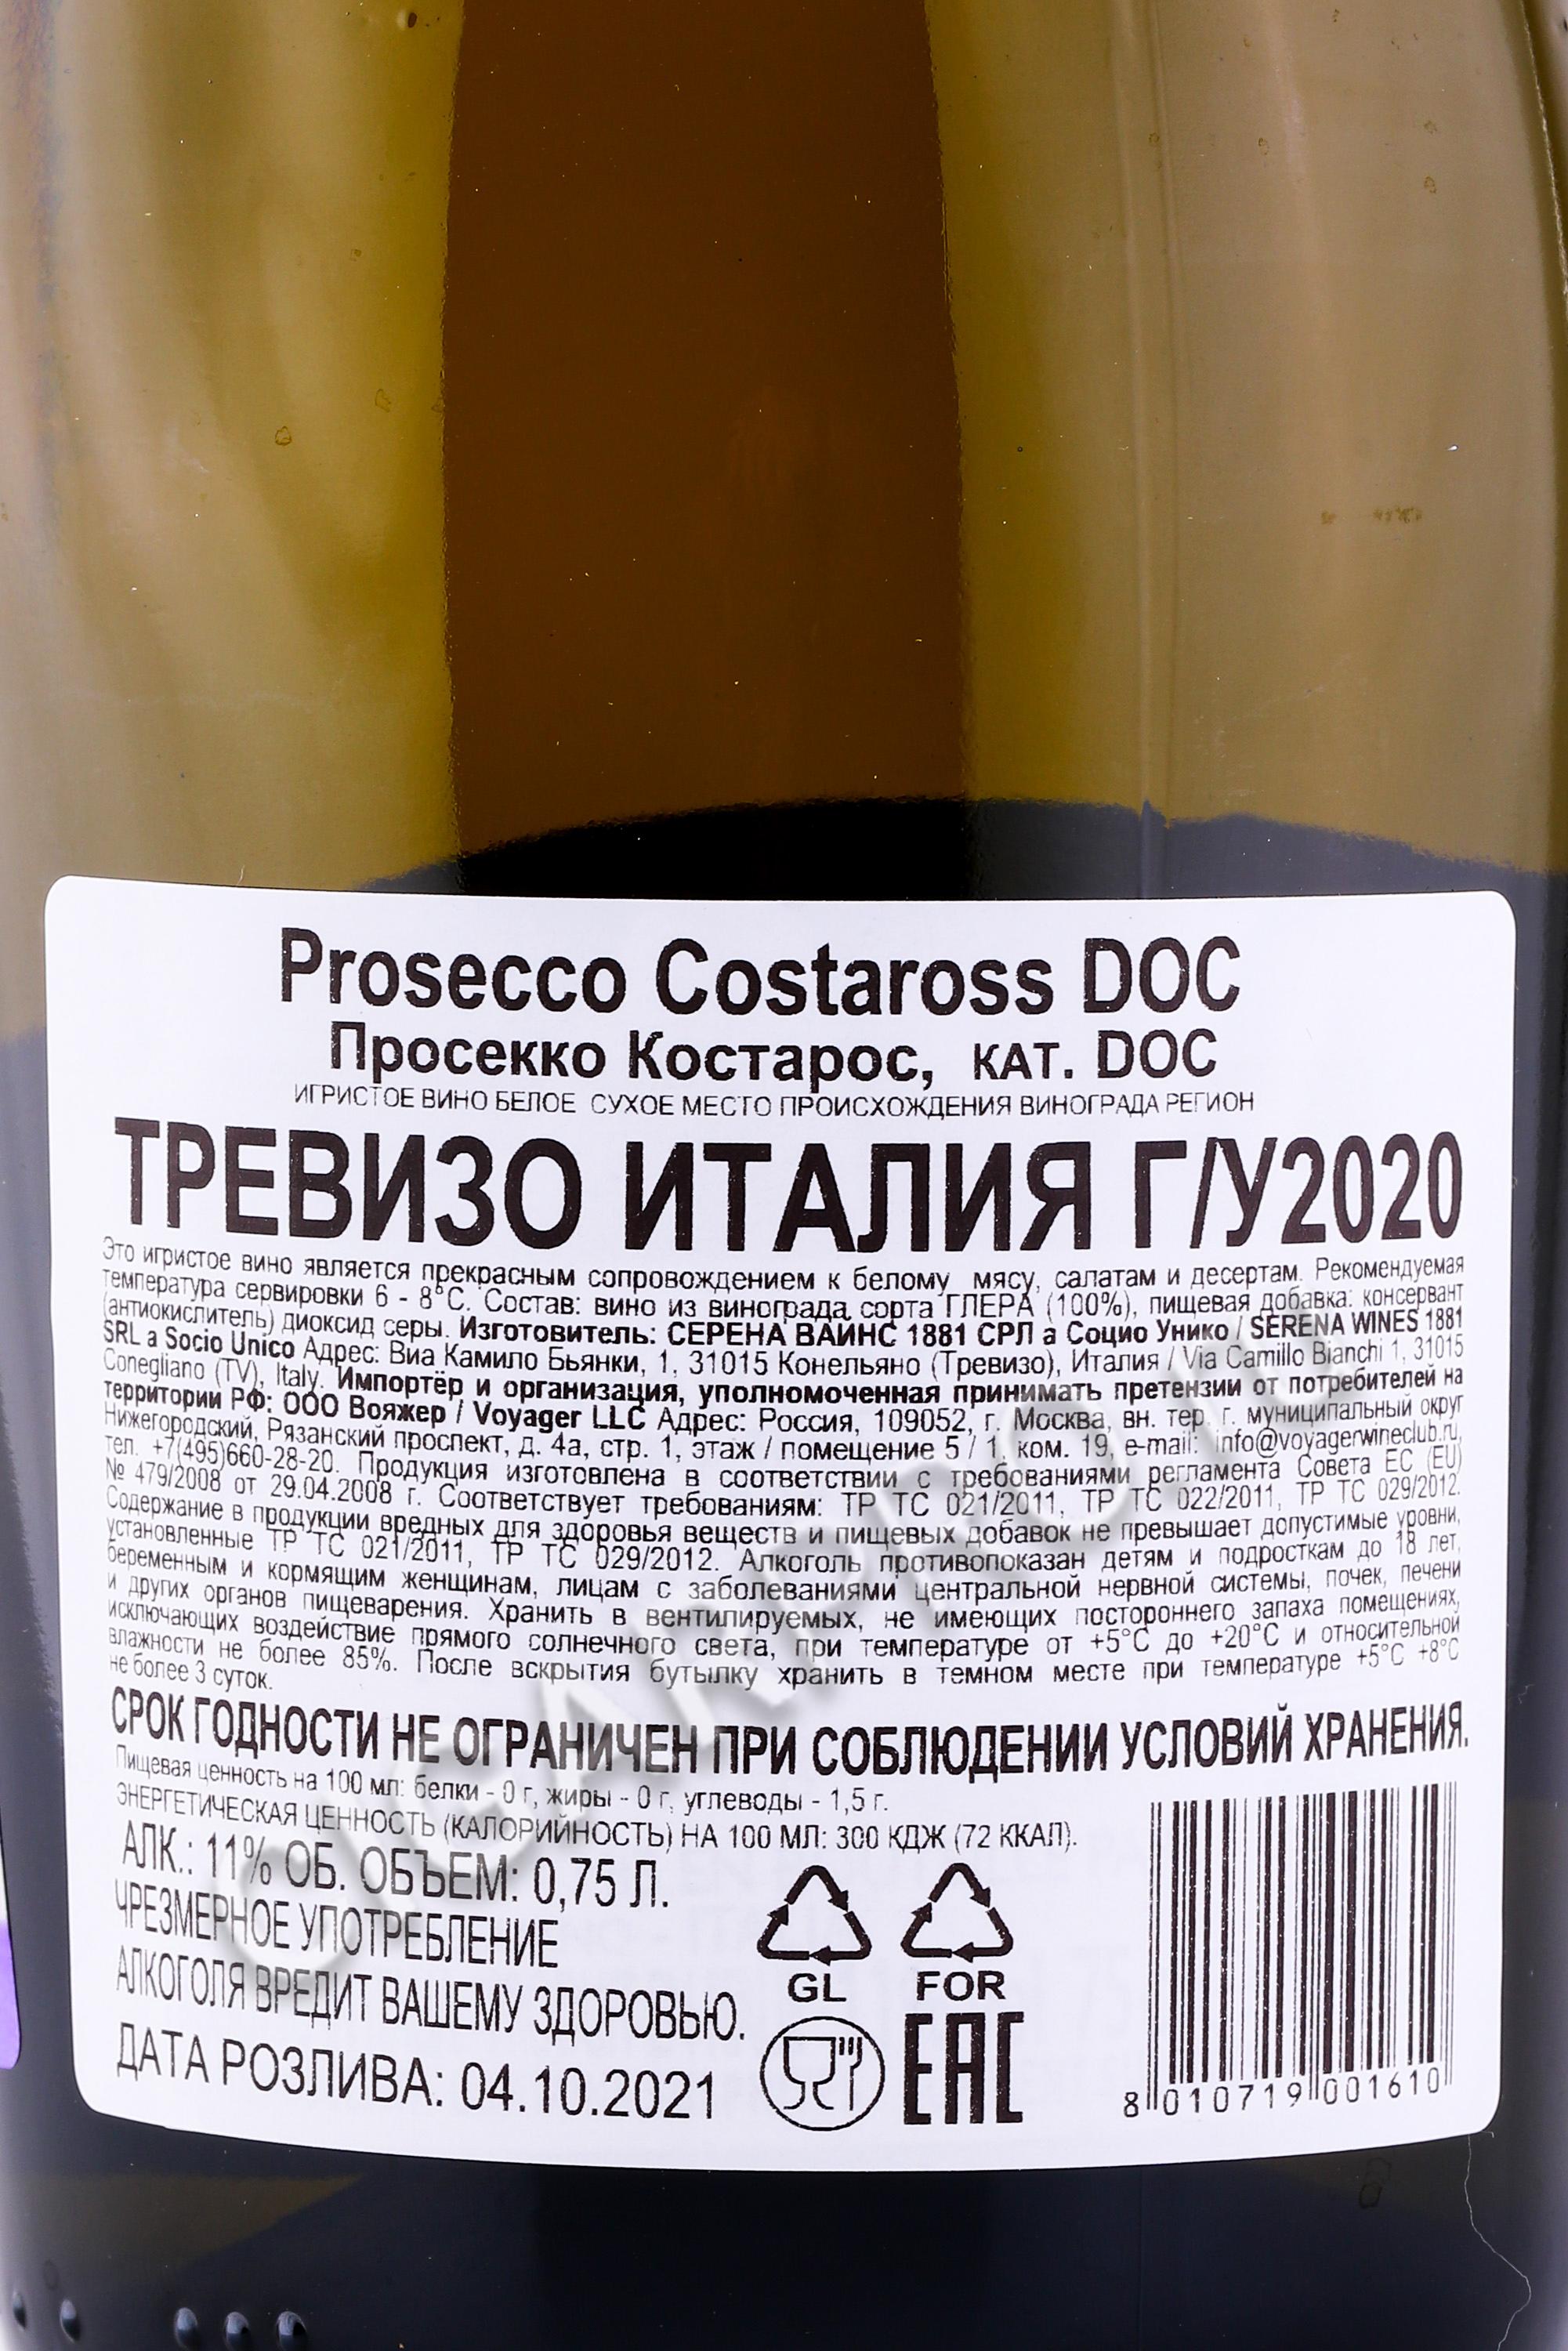 Prosecco Costaross DOC
Просекко Костарос, кат. DOC
ИГРИСТОЕ ВИНО БЕЛОЕ СУХОЕ МЕСТО ПРОИСХОЖДЕНИЯ ВИНОГРАДА РЕГИОН
ТРЕВИЗО ИТАЛИЯ Г/У2020
Это игристое вино является прекрасным сопровождением к белому мясу, салатам и десертам. Рекомендуемая
температура сервировки 6 - 8°С. Состав: вино из винограда сорта ГЛЕРА (100%), пищевая добавка: консервант
(антиокислитель) диоксид серы. Изготовитель: СЕРЕНА ВАЙНС 1881 СРЛ а Социо Унико / SERENA WINES 1881
SRL a Socio Unico Адрес: Виа Камило Бьянки, 1, 31015 Конельяно (Тревизо), Италия / Via Camillo Bianchi 1, 31015
Conegliano (TV), Italy. Импортёр и организация, уполномоченная принимать претензии от потребителей на
территории РФ: ООО Вояжер / Voyager LLC Адрес: Россия, 109052, г. Москва, вн. тер. г. муниципальный округ
Нижегородский, Рязанский проспект, д. 4а, стр. 1, этаж / помещение 5 / 1, ком. 19, e-mail: info@voyagerwineclub.ru,
тел. +7(495)660-28-20. Продукция изготовлена в соответствии с требованиями регламента Совета ЕС (EU)
№ 479/2008 от 29.04.2008 г. Соответствует требованиям: ТР ТС 021/2011, ТР ТС 022/2011, ТР ТС 029/2012.
Содержание в продукции вредных для здоровья веществ и пищевых добавок не превышает допустимые уровни,
установленные ТР ТС 021/2011, ТР ТС 029/2012. Алкоголь противопоказан детям и подросткам до 18 лет,
беременным и кормящим женщинам, лицам с заболеваниями центральной нервной системы, почек, печени
и других органов пищеварения. Хранить в вентилируемых, не имеющих постороннего запаха помещениях,
исключающих воздействие прямого солнечного света, при температуре от +5°С до +20°С и относительной
влажности не более 85%. После вскрытия бутылку хранить в темном месте при температуре +5°С +8°С
не более 3 суток.
СРОК ГОДНОСТИ НЕ ОГРАНИЧЕН ПРИ СОБЛЮДЕНИИ УСЛОВИЙ ХРАНЕНИЯ.
Пищевая ценность на 100 мл: белки - 0 г, жиры - 0 г, углеводы - 1,5 г.
ЭНЕРГЕТИЧЕСКАЯ ЦЕННОСТЬ (КАЛОРИЙНОСТЬ) НА 100 МЛ: 300 КДЖ (72 ККАЛ).
АЛК.: 11% ОБ. ОБЪЕМ: 0,75 Л.
ЧРЕЗМЕРНОЕ УПОТРЕБЛЕНИЕ
АЛКОГОЛЯ ВРЕДИТ ВАШЕМУ ЗДОРОВЬЮ.
ДАТА РОЗЛИВА: 04.10.2021
GL FOR
EAC
8 010719 001610